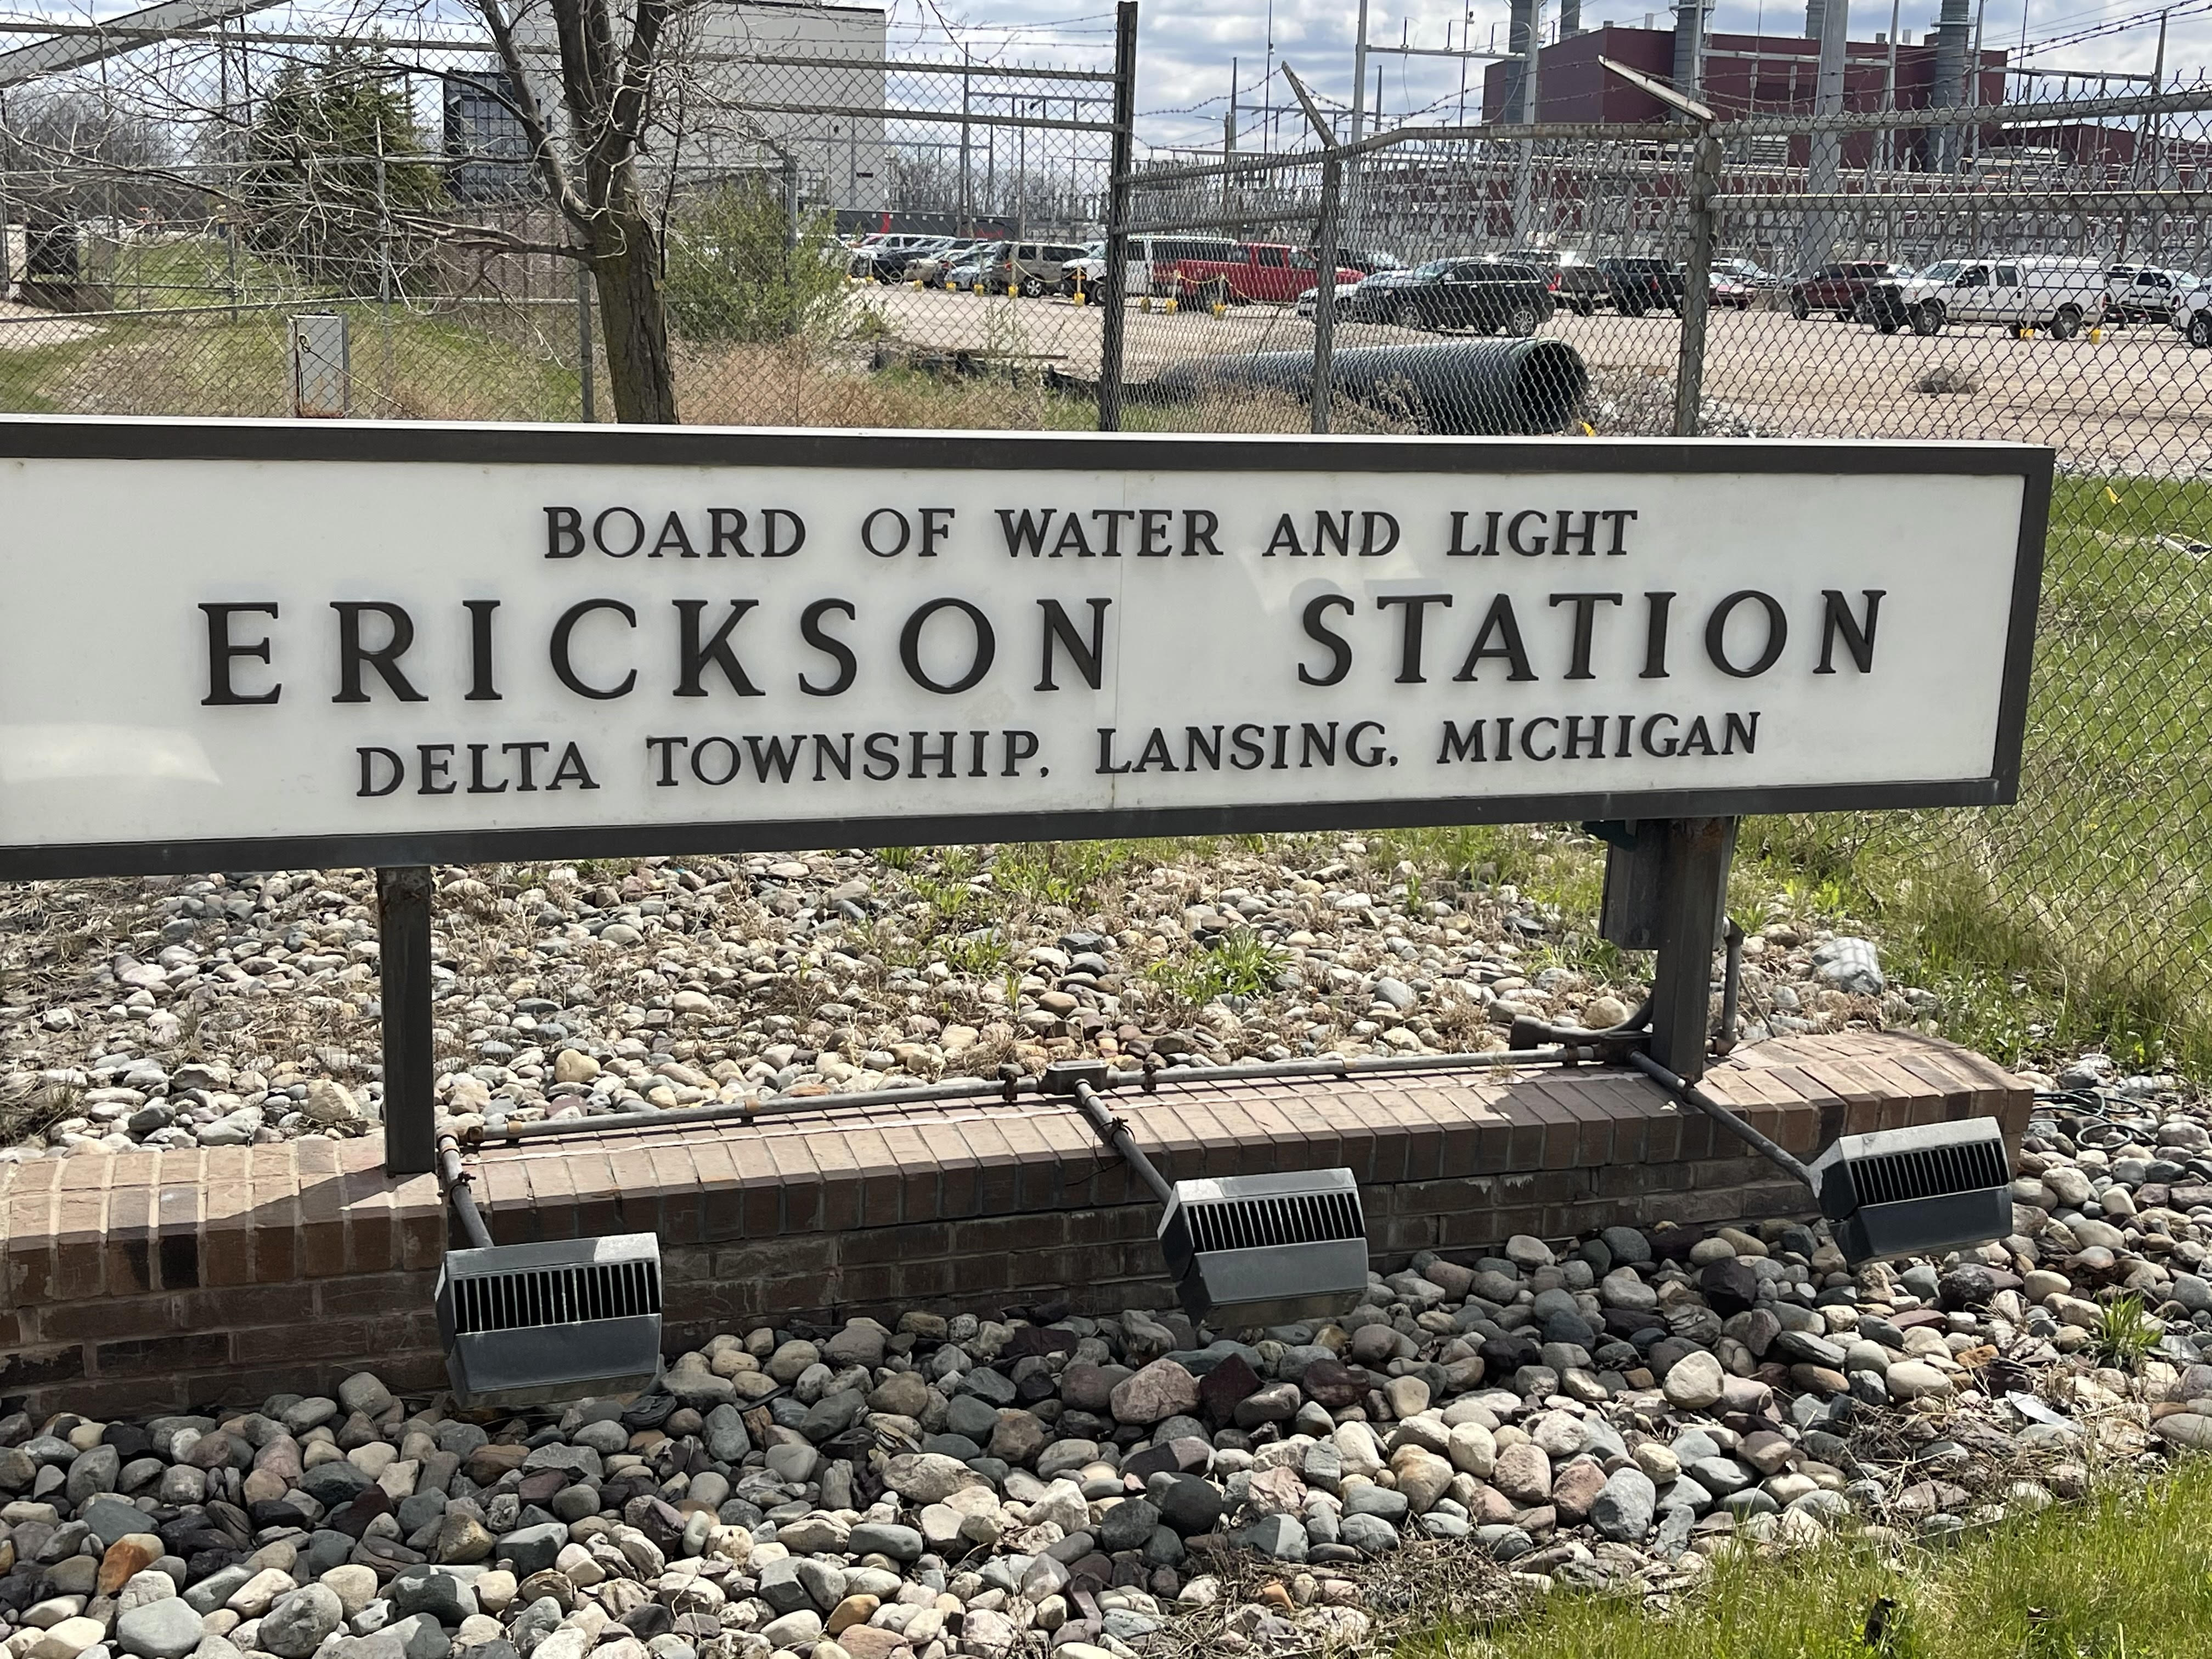 BOARD OF WATER AND LIGHT
ERICKSON STATION
DELTA TOWNSHIP, LANSING, MICHIGAN